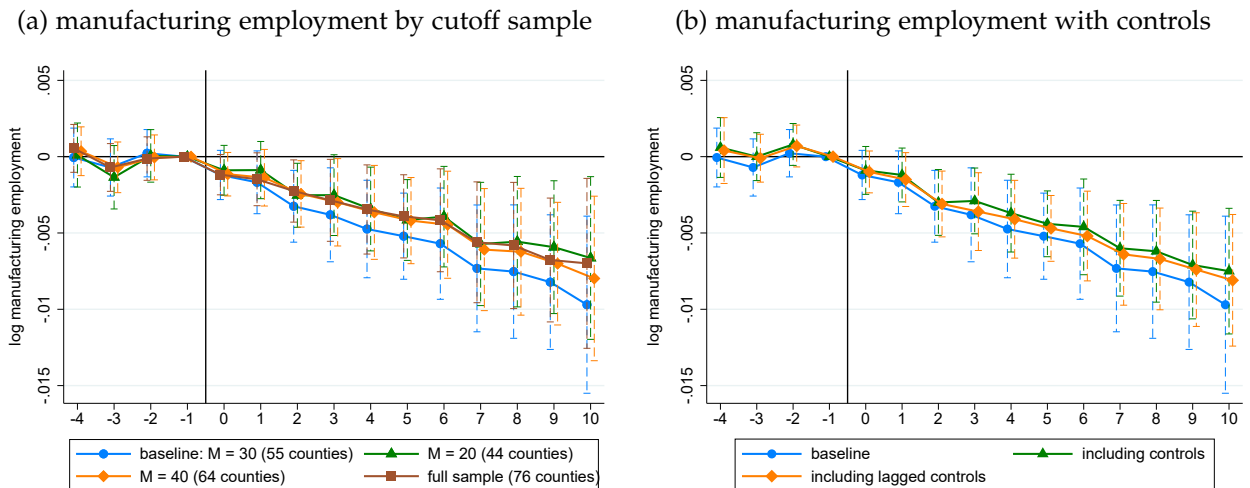 (a) manufacturing employment by cutoff sample
log manufacturing employment
.005
0
-.005
-.01
-.015
-4 -3 -2 -1 0 1 2 3 4 5 6 7 8 9 10
baseline: M = 30 (55 counties) M = 20 (44 counties)
M = 40 (64 counties) full sample (76 counties)
(b) manufacturing employment with controls
log manufacturing employment
.005
0
-.005
-.01
-.015
-4 -3 -2 -1 0 1 2 3 4 5 6 7 8 9 10
baseline including controls
including lagged controls